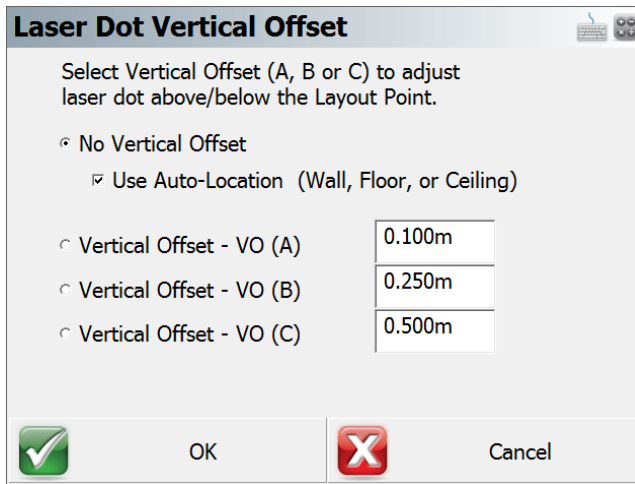 Laser Dot Vertical Offset
Select Vertical Offset (A, B or C) to adjust
laser dot above/below the Layout Point.
No Vertical Offset
Use Auto-Location (Wall, Floor, or Ceiling)
Vertical Offset - VO (A) 0.100m
Vertical Offset - VO (B) 0.250m
Vertical Offset - VO (C) 0.500m
OK Cancel